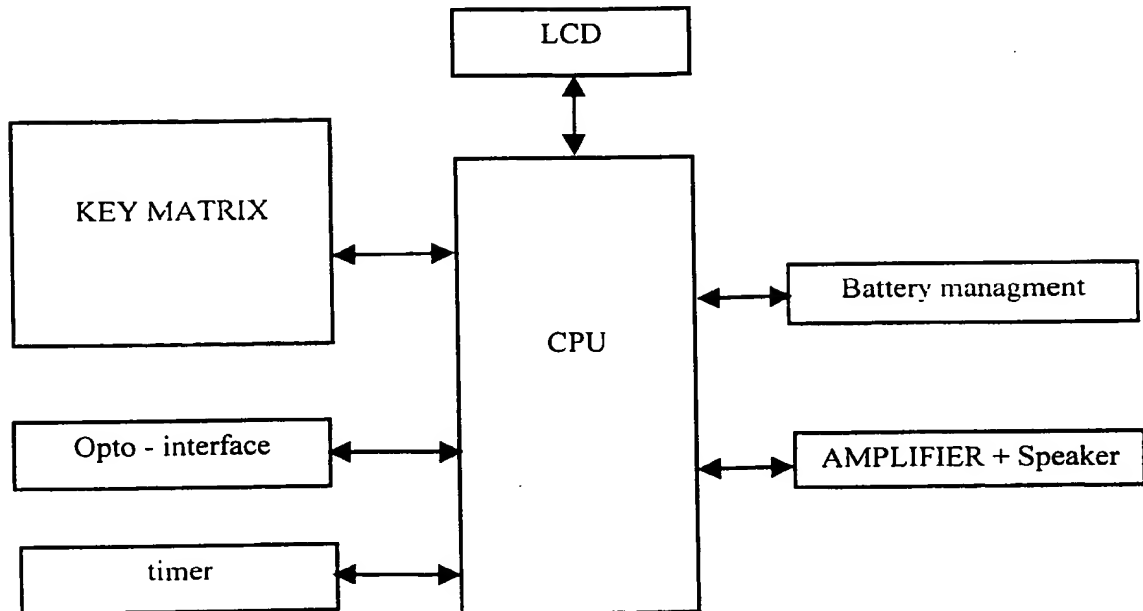 LCD
KEY MATRIX
Battery managment
CPU
Opto - interface
AMPLIFIER + Speaker
timer